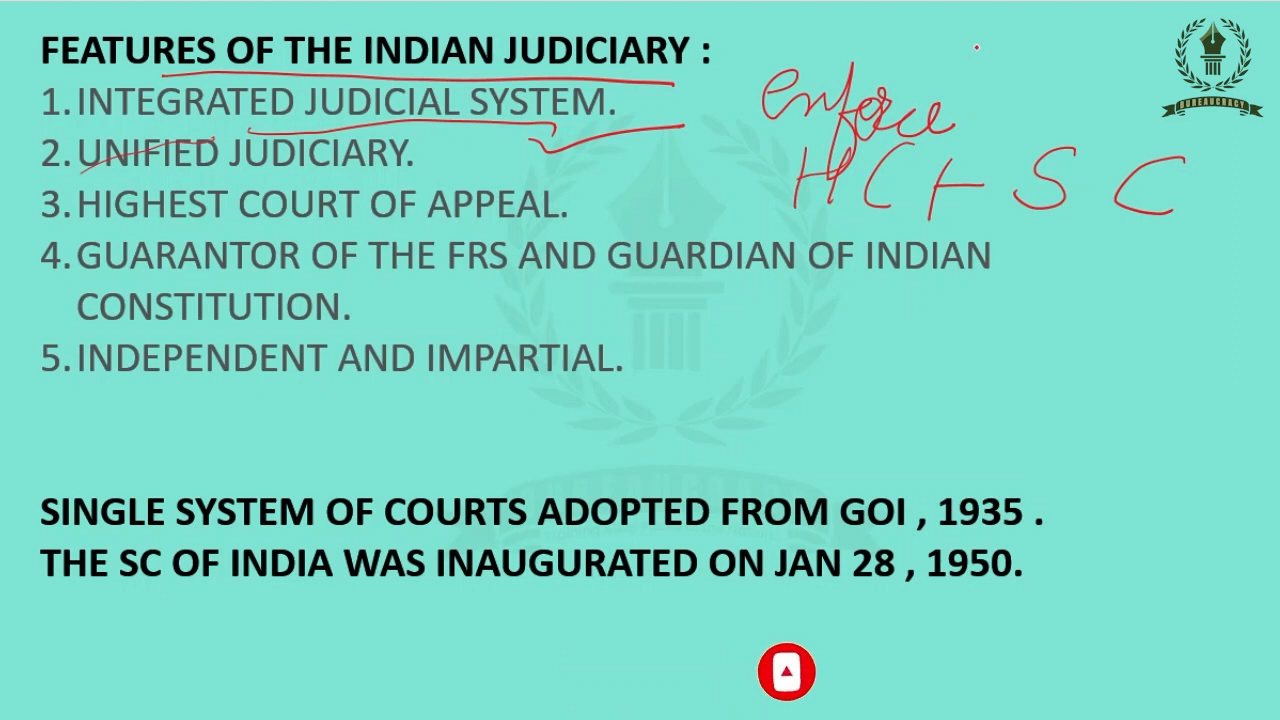 FEATURES OF THE INDIAN JUDICIARY :
1. INTEGRATED JUDICIAL SYSTEM.
2. UNIFIED JUDICIARY.
3. HIGHEST COURT OF APPEAL.
4. GUARANTOR OF THE FRS AND GUARDIAN OF INDIAN
CONSTITUTION.
5. INDEPENDENT AND IMPARTIAL.
enforce
HC + SC
SINGLE SYSTEM OF COURTS ADOPTED FROM GOI , 1935 .
THE SC OF INDIA WAS INAUGURATED ON JAN 28 , 1950.
BUREAUCRACY